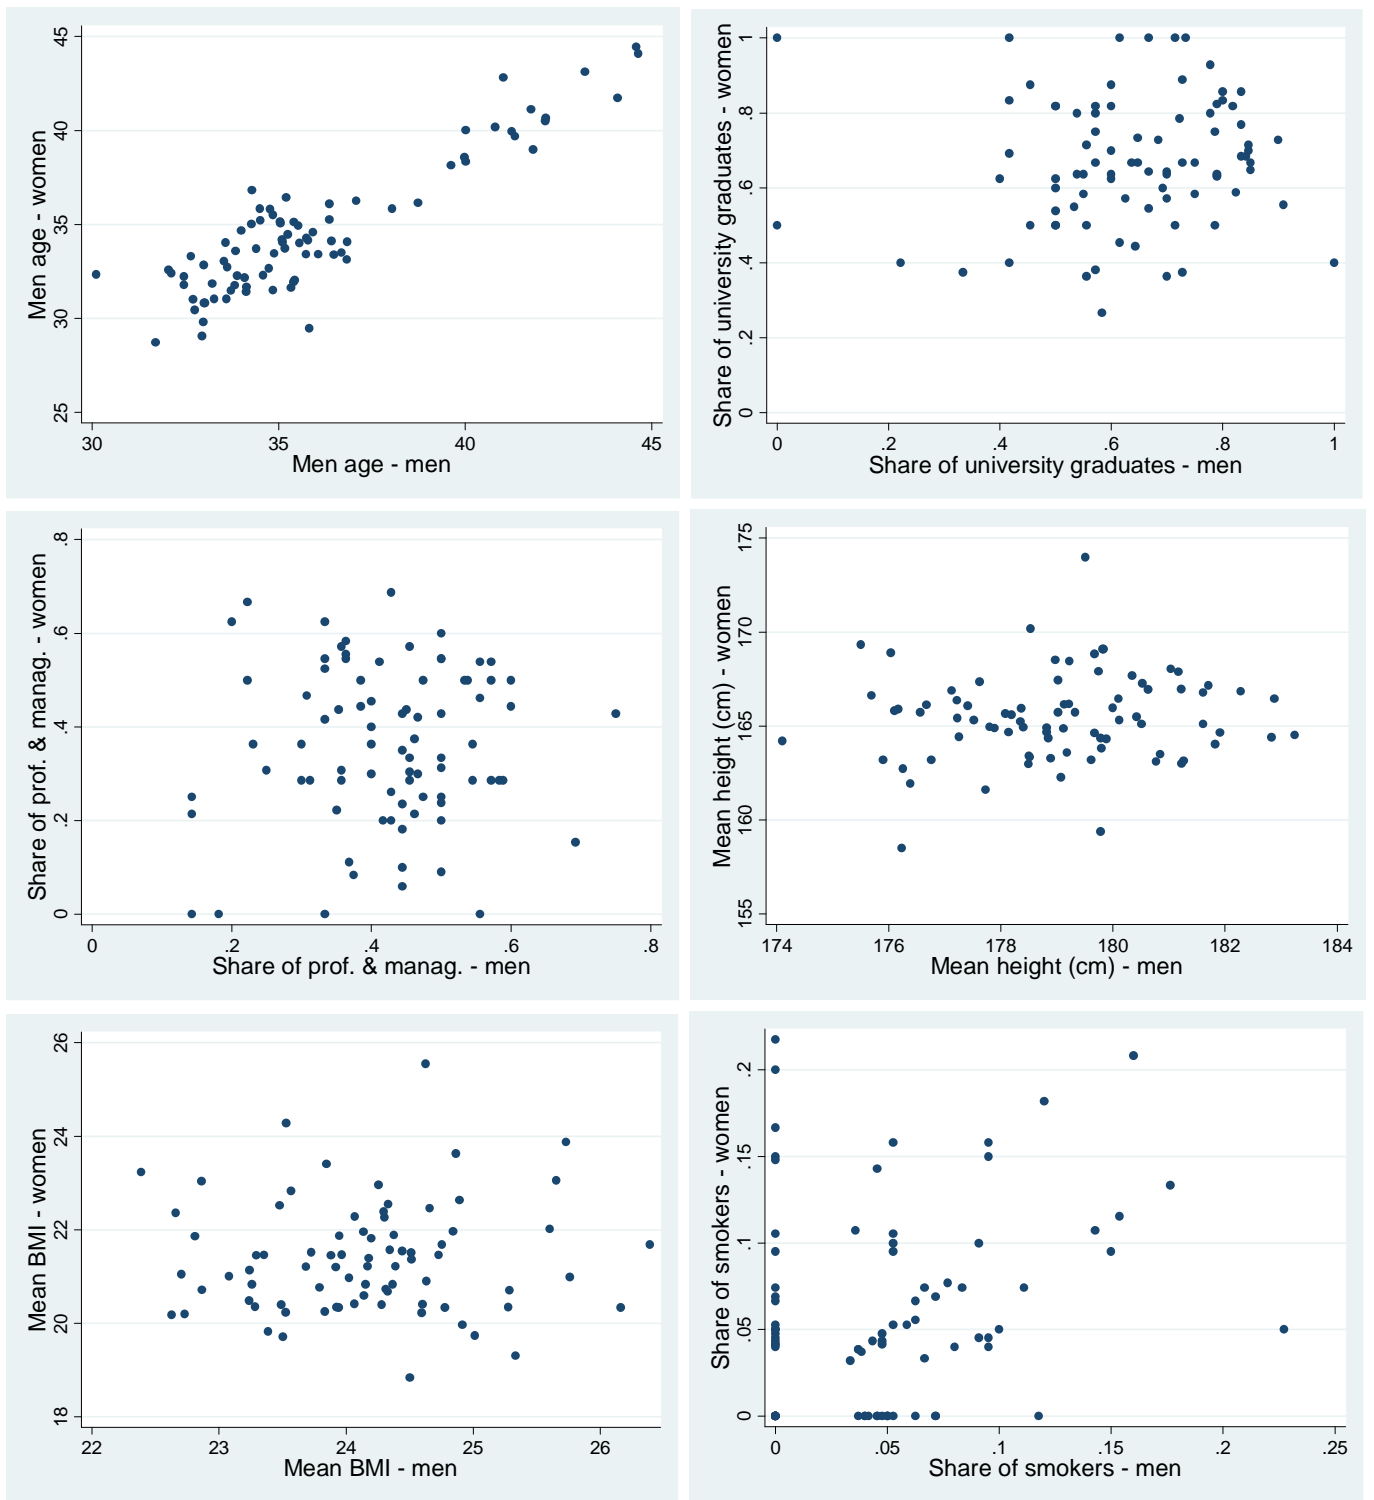 45
40
35
30
25
Men age - women
30 35 40 45
Men age - men
1
.8
.6
.4
.2
0
Share of university graduates - women
0 .2 .4 .6 .8 1
Share of university graduates - men
.8
.6
.4
.2
0
Share of prof. & manag. - women
0 .2 .4 .6 .8
Share of prof. & manag. - men
175
170
165
160
155
Mean height (cm) - women
174 176 178 180 182 184
Mean height (cm) - men
26
24
22
20
18
Mean BMI - women
22 23 24 25 26
Mean BMI - men
.2
.15
.1
.05
0
Share of smokers - women
0 .05 .1 .15 .2 .25
Share of smokers - men